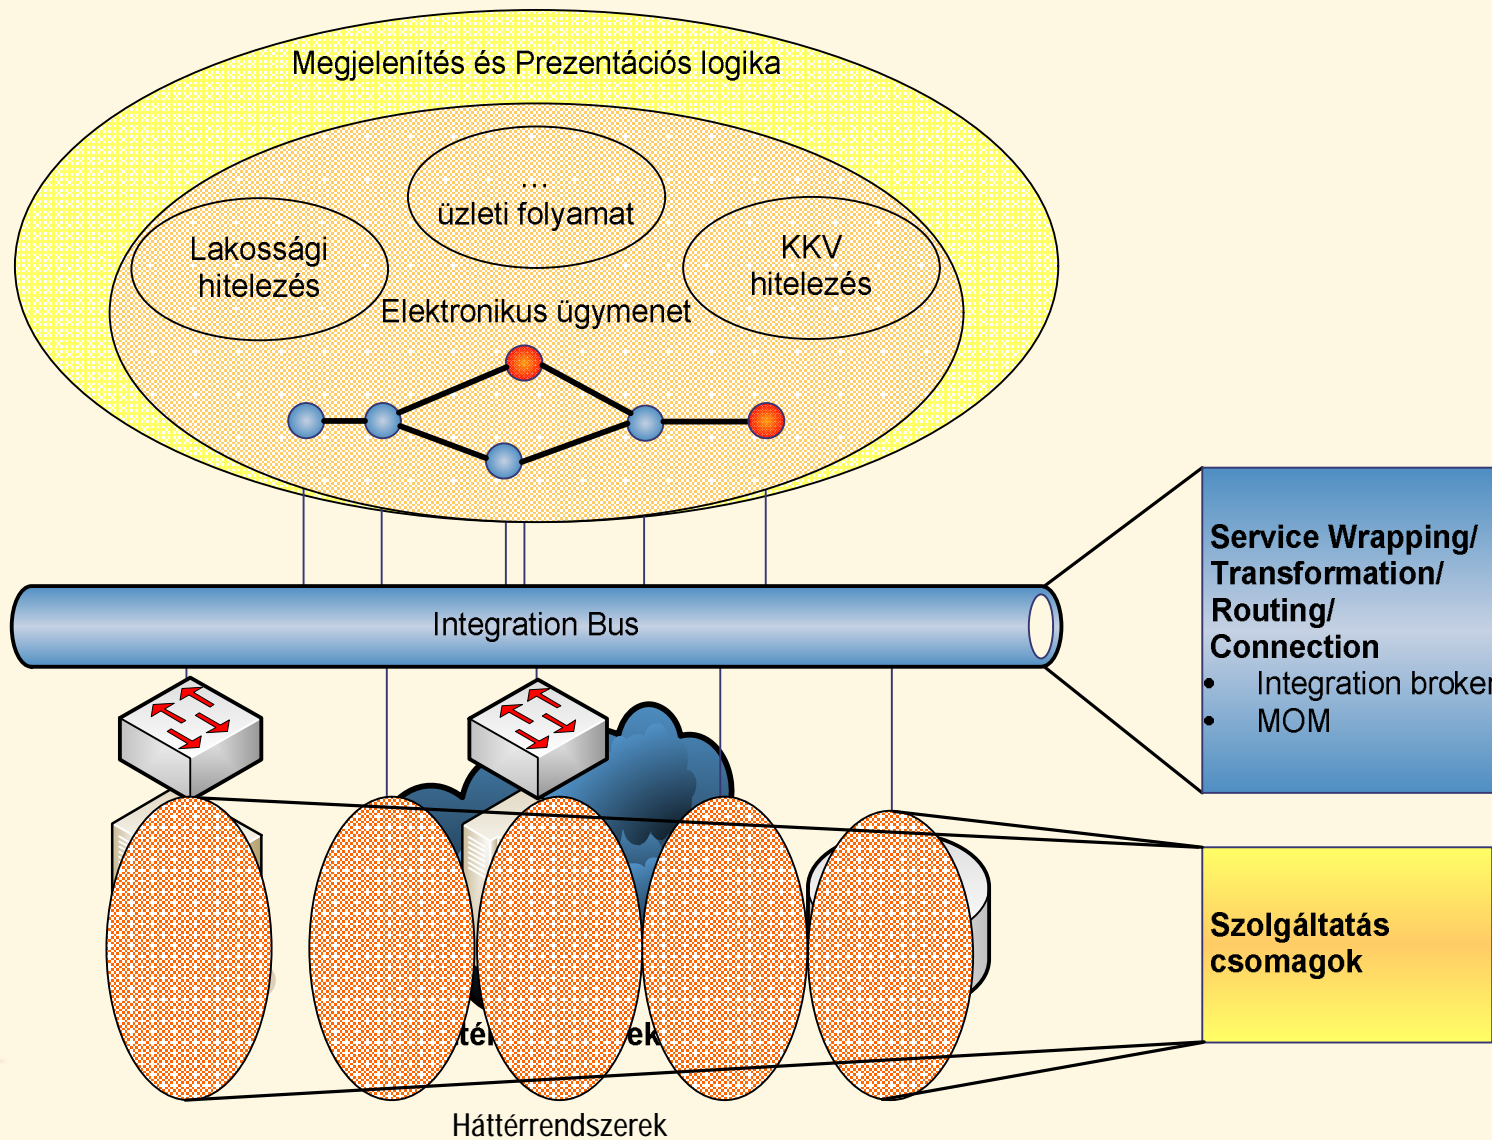 Megjelenítés és Prezentációs logika
...
üzleti folyamat
Lakossági
hitelezés
KKV
hitelezés
Elektronikus ügymenet
Integration Bus
Service Wrapping/
Transformation/
Routing/
Connection
• Integration broker
• MOM
Szolgáltatás
csomagok
Háttérrendszerek